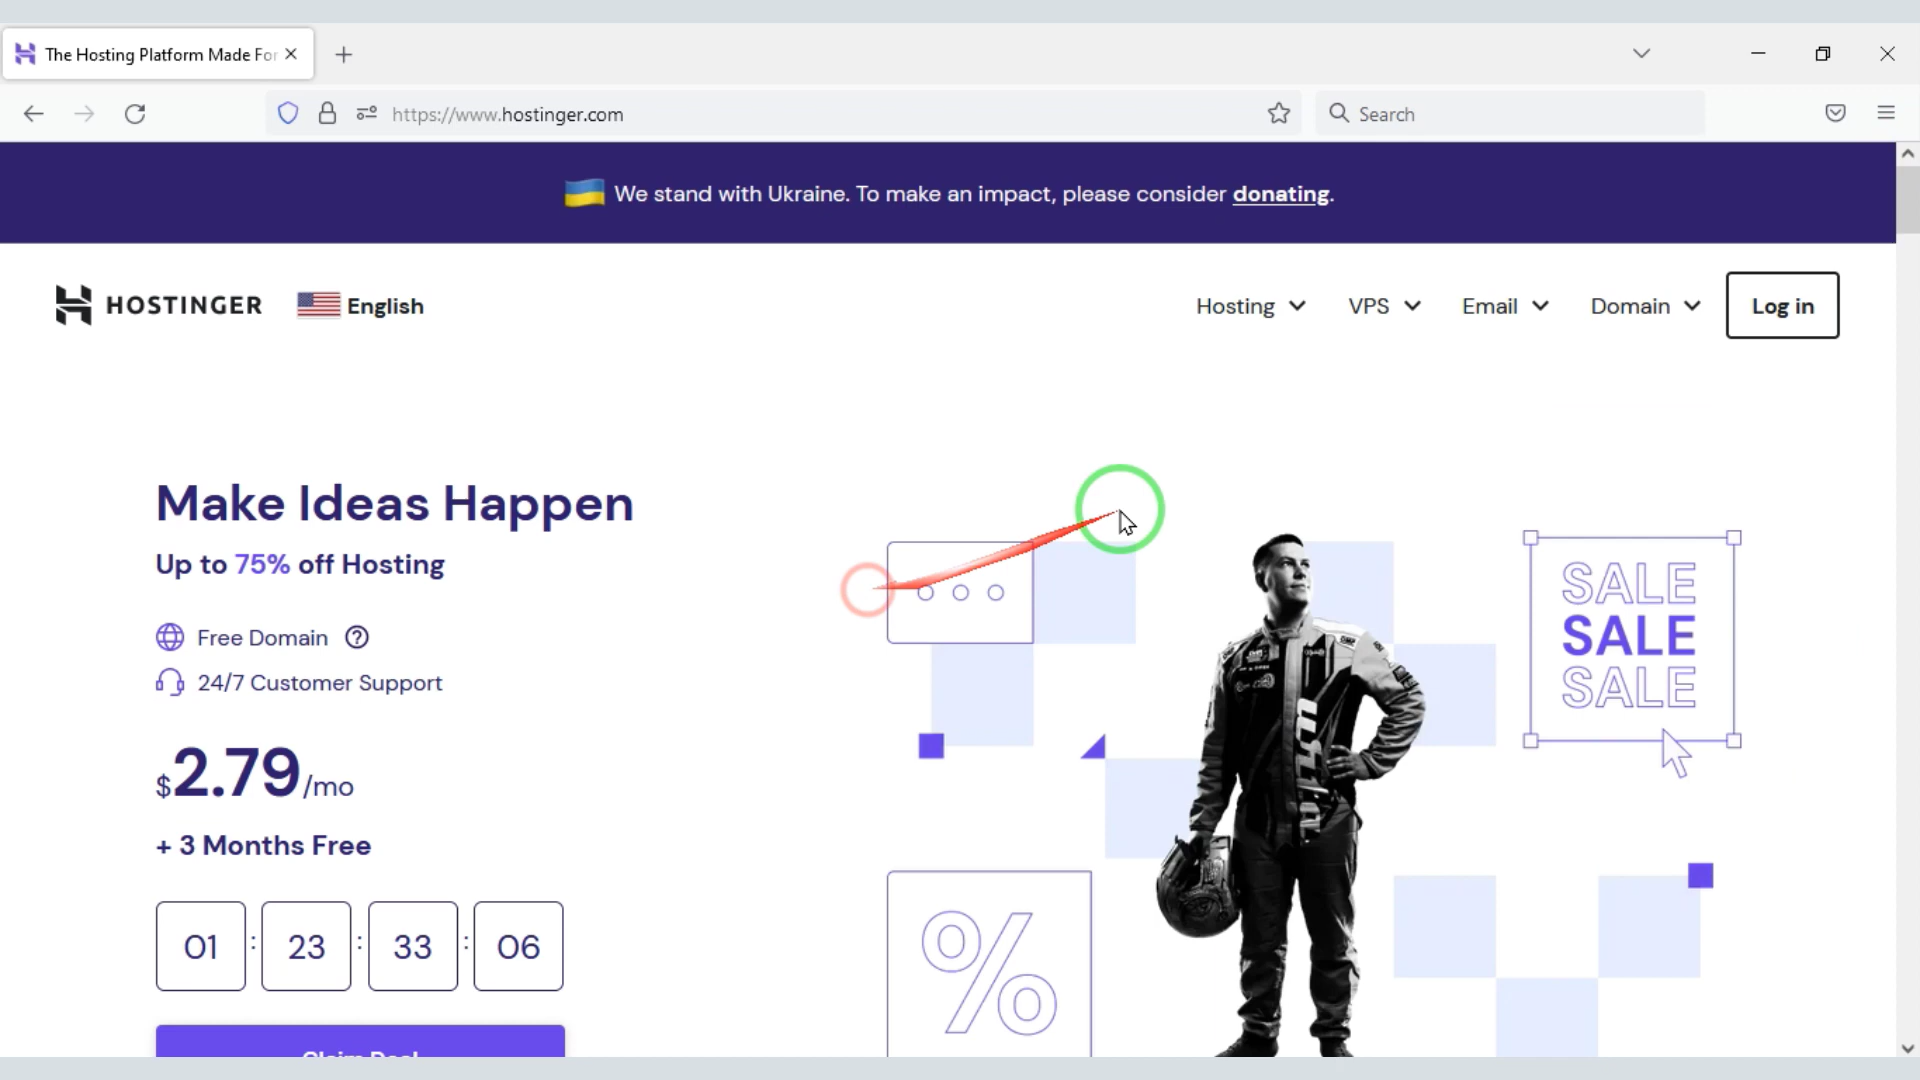 The Hosting Platform Made For
https://www.hostinger.com
Search
We stand with Ukraine. To make an impact, please consider donating.
HOSTINGER
English
Hosting
VPS
Email
Domain
Log in
Make Ideas Happen
Up to 75% off Hosting
Free Domain
24/7 Customer Support
$2.79/mo
+ 3 Months Free
01 : 23 : 33 : 06
Claim Deal
SALE
SALE
SALE
%